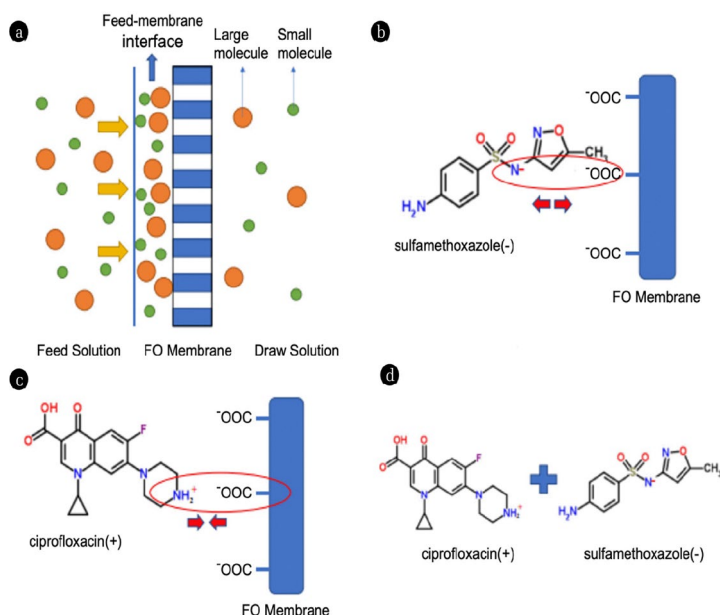 a
Feed-membrane
interface
Large
molecule
Small
molecule
Feed Solution
FO Membrane
Draw Solution
b
⁻OOC
⁻OOC
⁻OOC
O
O
S
N
O
N⁻
CH₃
H₂N
sulfamethoxazole(-)
FO Membrane
c
OH
O
O
F
N
N
NH₂⁺
⁻OOC
⁻OOC
⁻OOC
ciprofloxacin(+)
FO Membrane
d
OH
O
O
F
N
N
NH₂⁺
ciprofloxacin(+)
O
O
S
N
O
N⁻
CH₃
H₂N
sulfamethoxazole(-)